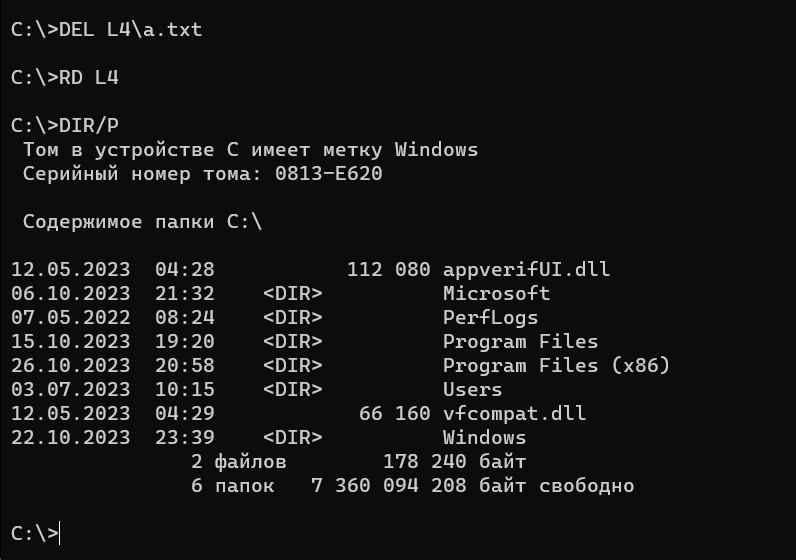 C:\>DEL L4\a.txt
C:\>RD L4
C:\>DIR/P
Том в устройстве C имеет метку Windows
Серийный номер тома: 0813-E620
Содержимое папки C:\
12.05.2023  04:28           112 080 appverifUI.dll
06.10.2023  21:32    <DIR>          Microsoft
07.05.2022  08:24    <DIR>          PerfLogs
15.10.2023  19:20    <DIR>          Program Files
26.10.2023  20:58    <DIR>          Program Files (x86)
03.07.2023  10:15    <DIR>          Users
12.05.2023  04:29            66 160 vfcompat.dll
22.10.2023  23:39    <DIR>          Windows
2 файлов        178 240 байт
6 папок   7 360 094 208 байт свободно
C:\>